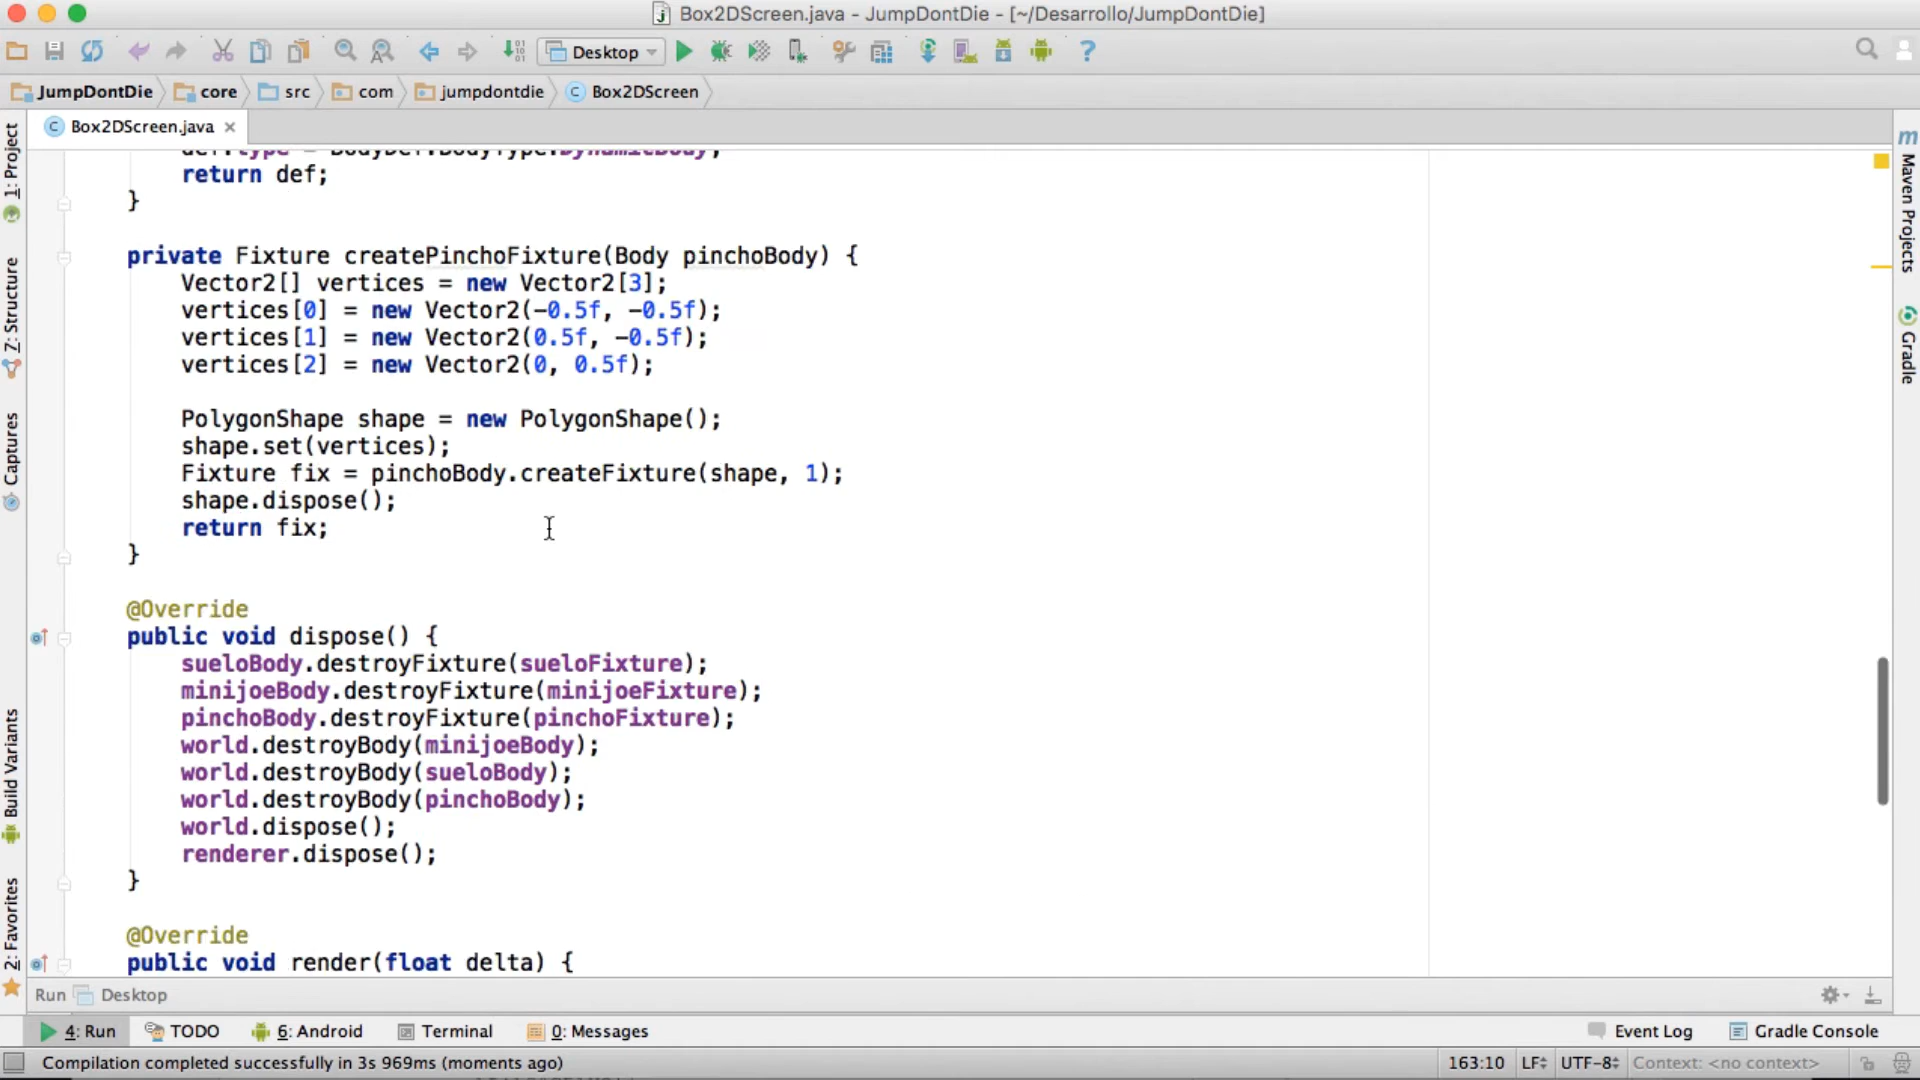 Box2DScreen.java - JumpDontDie - [~/Desarrollo/JumpDontDie]
Desktop
JumpDontDie core src com jumpdontdie Box2DScreen
Box2DScreen.java
def.type = BodyDef.BodyType.DynamicBody;
return def;
}
private Fixture createPinchoFixture(Body pinchoBody) {
Vector2[] vertices = new Vector2[3];
vertices[0] = new Vector2(-0.5f, -0.5f);
vertices[1] = new Vector2(0.5f, -0.5f);
vertices[2] = new Vector2(0, 0.5f);
PolygonShape shape = new PolygonShape();
shape.set(vertices);
Fixture fix = pinchoBody.createFixture(shape, 1);
shape.dispose();
return fix;
}
@Override
public void dispose() {
sueloBody.destroyFixture(sueloFixture);
minijoeBody.destroyFixture(minijoeFixture);
pinchoBody.destroyFixture(pinchoFixture);
world.destroyBody(minijoeBody);
world.destroyBody(sueloBody);
world.destroyBody(pinchoBody);
world.dispose();
renderer.dispose();
}
@Override
public void render(float delta) {
1: Project
7: Structure
Captures
Build Variants
2: Favorites
Maven Projects
Gradle
Run Desktop
4: Run TODO 6: Android Terminal 0: Messages Event Log Gradle Console
Compilation completed successfully in 3s 969ms (moments ago) 163:10 LF UTF-8 Context: <no context>